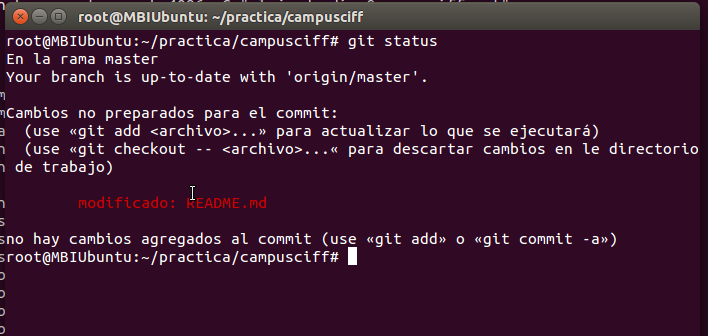 root@MBIUbuntu: ~/practica/campusciff
root@MBIUbuntu:~/practica/campusciff# git status
En la rama master
Your branch is up-to-date with 'origin/master'.
Cambios no preparados para el commit:
(use «git add <archivo>...» para actualizar lo que se ejecutará)
(use «git checkout -- <archivo>...« para descartar cambios en le directorio
de trabajo)
modificado: README.md
no hay cambios agregados al commit (use «git add» o «git commit -a»)
root@MBIUbuntu:~/practica/campusciff#